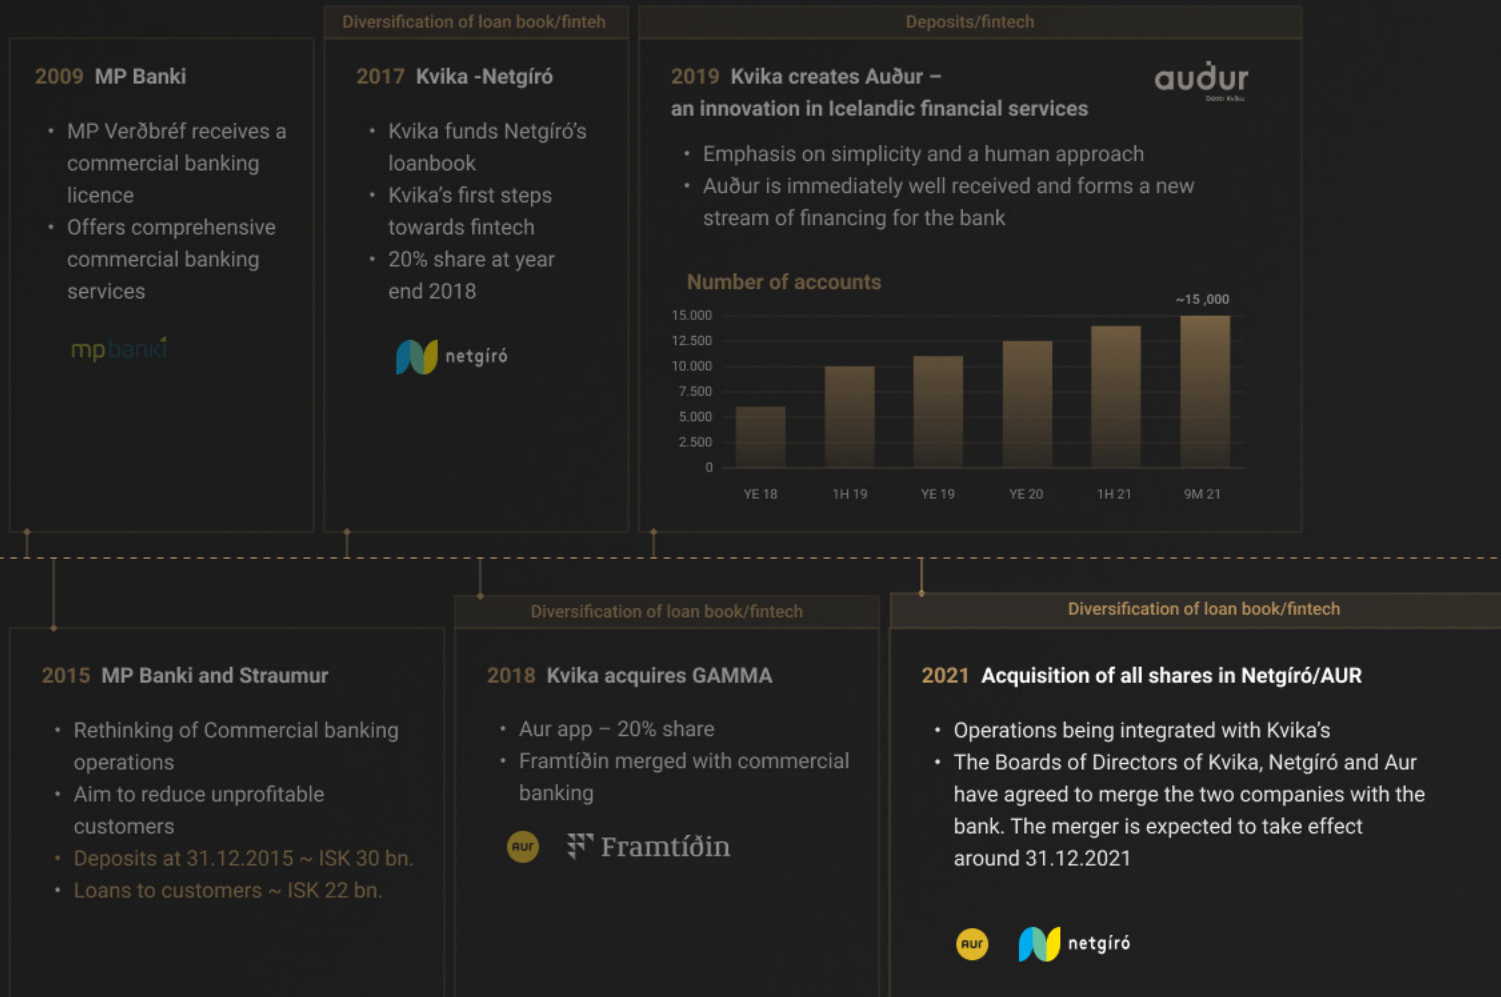 2009 MP Banki
• MP Verðbréf receives a
commercial banking
licence
• Offers comprehensive
commercial banking
services
mpbanki
Diversification of loan book/finteh
2017 Kvika -Netgíró
• Kvika funds Netgíró's
loanbook
• Kvika's first steps
towards fintech
• 20% share at year
end 2018
netgíró
Deposits/fintech
2019 Kvika creates Auður –
an innovation in Icelandic financial services
auður
Dóttir Kviku
• Emphasis on simplicity and a human approach
• Auður is immediately well received and forms a new
stream of financing for the bank
Number of accounts
~15 ,000
15.000
12.500
10.000
7.500
5.000
2.500
0
YE 18 1H 19 YE 19 YE 20 1H 21 9M 21
2015 MP Banki and Straumur
• Rethinking of Commercial banking
operations
• Aim to reduce unprofitable
customers
• Deposits at 31.12.2015 ~ ISK 30 bn.
• Loans to customers ~ ISK 22 bn.
Diversification of loan book/fintech
2018 Kvika acquires GAMMA
• Aur app – 20% share
• Framtíðin merged with commercial
banking
AUr Framtíðin
Diversification of loan book/fintech
2021 Acquisition of all shares in Netgíró/AUR
• Operations being integrated with Kvika's
• The Boards of Directors of Kvika, Netgíró and Aur
have agreed to merge the two companies with the
bank. The merger is expected to take effect
around 31.12.2021
AUr netgíró